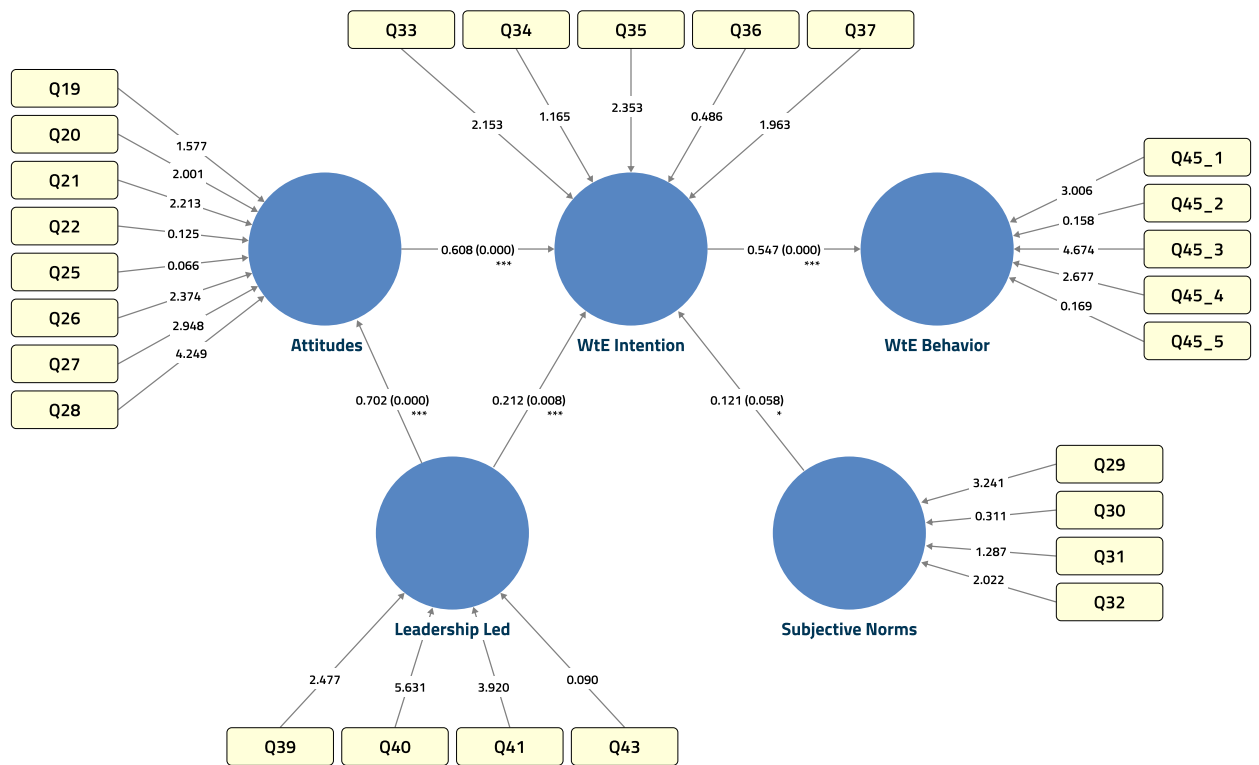 Q33
Q34
Q35
Q36
Q37
Q19
Q20
Q21
Q22
Q25
Q26
Q27
Q28
1.577
2.001
2.213
0.125
0.066
2.374
2.948
4.249
2.153
1.165
2.353
0.486
1.963
Q45_1
Q45_2
Q45_3
Q45_4
Q45_5
3.006
0.158
4.674
2.677
0.169
0.608 (0.000)
***
0.547 (0.000)
***
Attitudes
WtE Intention
WtE Behavior
0.702 (0.000)
***
0.212 (0.008)
***
0.121 (0.058)
*
Q29
Q30
Q31
Q32
3.241
0.311
1.287
2.022
Leadership Led
Subjective Norms
2.477
5.631
3.920
0.090
Q39
Q40
Q41
Q43